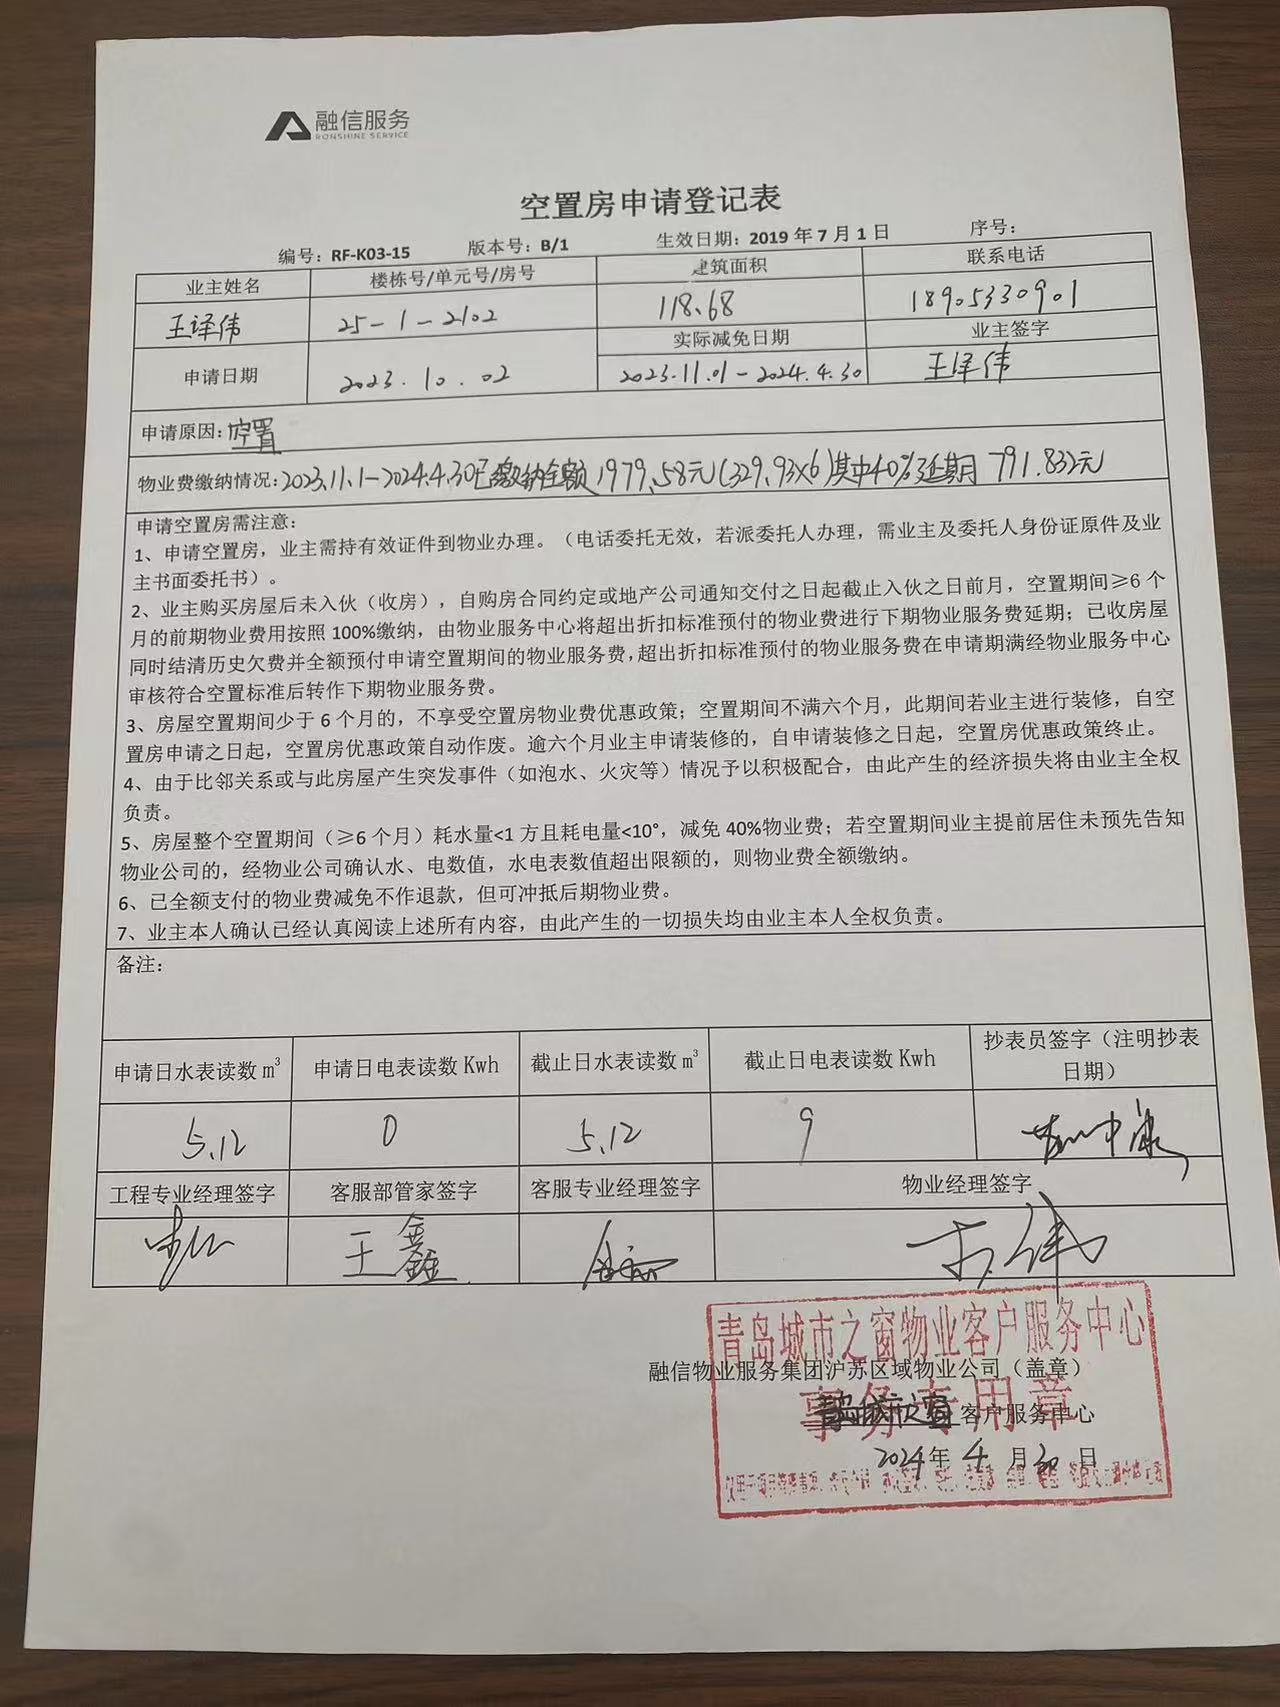 融信服务
RONSHINE SERVICE
空置房申请登记表
编号：RF-K03-15 版本号：B/1 生效日期：2019 年 7 月 1 日 序号：
业主姓名 楼栋号/单元号/房号 建筑面积 联系电话
王译伟 25-1-2102 118.68 18905330901
实际减免日期 业主签字
申请日期 2023.10.02 2023.11.01-2024.4.30 王译伟
申请原因：空置
物业费缴纳情况：2023.11.1-2024.4.30已缴纳全额1979.58元(329.93×6)其中40%延期 791.832元
申请空置房需注意：
1、申请空置房，业主需持有效证件到物业办理。（电话委托无效，若派委托人办理，需业主及委托人身份证原件及业
主书面委托书）。
2、业主购买房屋后未入伙（收房），自购房合同约定或地产公司通知交付之日起截止入伙之日前月，空置期间≥6 个
月的前期物业费用按照 100%缴纳，由物业服务中心将超出折扣标准预付的物业费进行下期物业服务费延期；已收房屋
同时结清历史欠费并全额预付申请空置期间的物业服务费，超出折扣标准预付的物业服务费在申请期满经物业服务中心
审核符合空置标准后转作下期物业服务费。
3、房屋空置期间少于 6 个月的，不享受空置房物业费优惠政策；空置期间不满六个月，此期间若业主进行装修，自空
置房申请之日起，空置房优惠政策自动作废。逾六个月业主申请装修的，自申请装修之日起，空置房优惠政策终止。
4、由于比邻关系或与此房屋产生突发事件（如泡水、火灾等）情况予以积极配合，由此产生的经济损失将由业主全权
负责。
5、房屋整个空置期间（≥6 个月）耗水量<1 方且耗电量<10°，减免 40%物业费；若空置期间业主提前居住未预先告知
物业公司的，经物业公司确认水、电数值，水电表数值超出限额的，则物业费全额缴纳。
6、已全额支付的物业费减免不作退款，但可冲抵后期物业费。
7、业主本人确认已经认真阅读上述所有内容，由此产生的一切损失均由业主本人全权负责。
备注：
申请日水表读数 m³ 申请日电表读数 Kwh 截止日水表读数 m³ 截止日电表读数 Kwh 抄表员签字（注明抄表
日期）
5.12 0 5.12 9
工程专业经理签字 客服部管家签字 客服专业经理签字 物业经理签字
王鑫
青岛城市之窗物业客户服务中心
融信物业服务集团沪苏区域物业公司（盖章）
事务专用章
青岛城市之窗 客户服务中心
2024 年 4 月 30 日